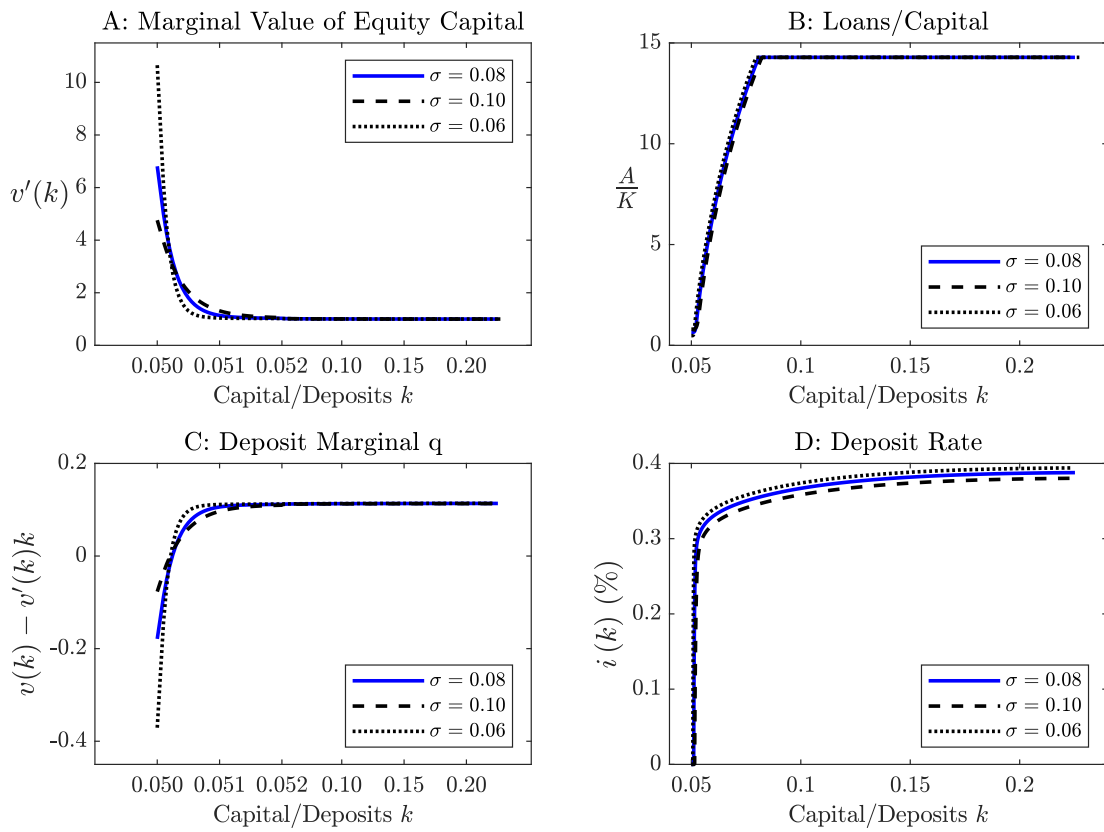 A: Marginal Value of Equity Capital
10
8
6
4
2
0
v′(k)
σ = 0.08
σ = 0.10
σ = 0.06
0.050 0.051 0.052 0.10 0.15 0.20
Capital/Deposits k
B: Loans/Capital
15
10
5
0
A
K
σ = 0.08
σ = 0.10
σ = 0.06
0.05 0.1 0.15 0.2
Capital/Deposits k
C: Deposit Marginal q
0.2
0
-0.2
-0.4
v(k) − v′(k)k
σ = 0.08
σ = 0.10
σ = 0.06
0.050 0.051 0.052 0.10 0.15 0.20
Capital/Deposits k
D: Deposit Rate
0.4
0.3
0.2
0.1
0
i (k) (%)
σ = 0.08
σ = 0.10
σ = 0.06
0.05 0.1 0.15 0.2
Capital/Deposits k